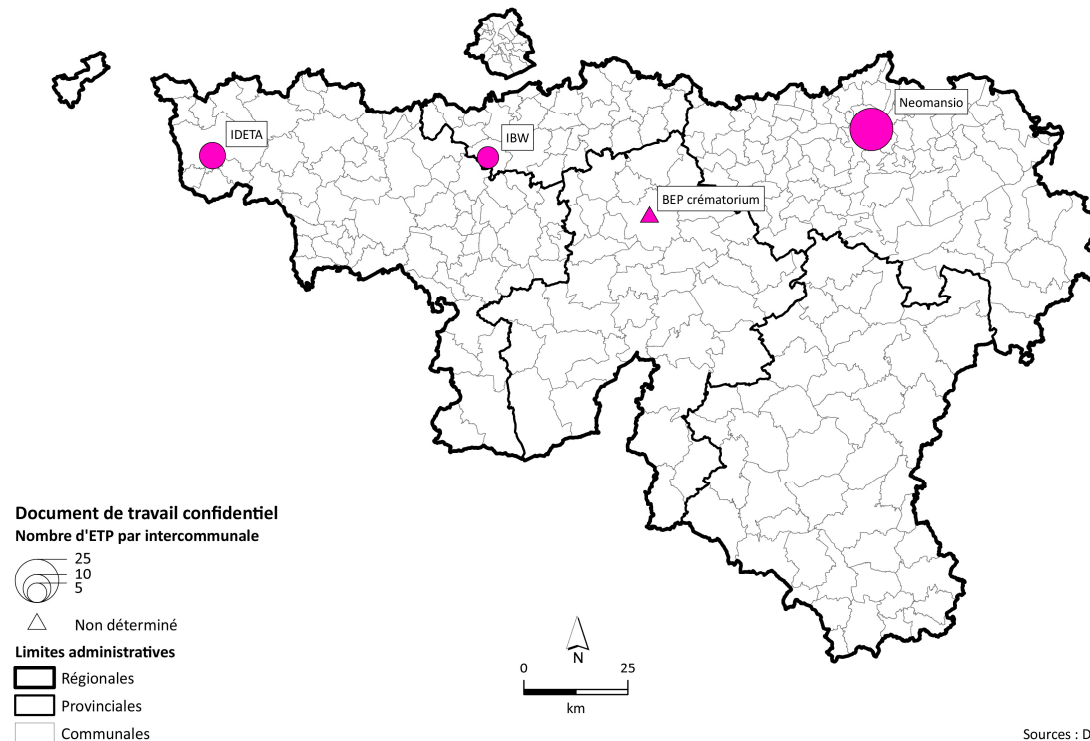 Neomansio
IDETA
IBW
BEP crématorium
Document de travail confidentiel
Nombre d'ETP par intercommunale
25
10
5
Non déterminé
Limites administratives
Régionales
Provinciales
Communales
N
0 25
km
Sources : D